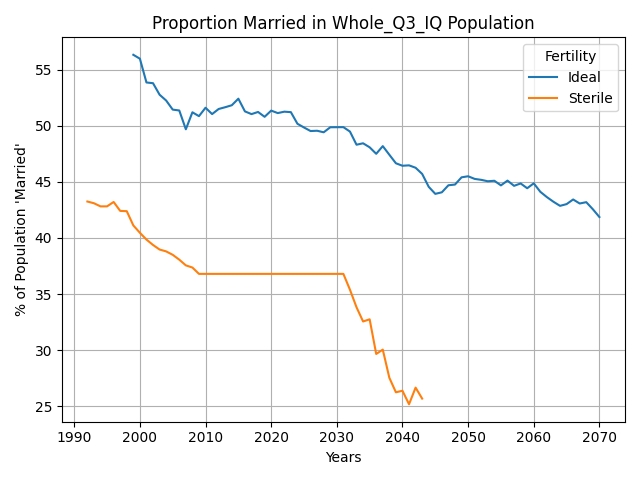 Proportion Married in Whole_Q3_IQ Population
% of Population 'Married'
55
50
45
40
35
30
25
Fertility
Ideal
Sterile
1990 2000 2010 2020 2030 2040 2050 2060 2070
Years